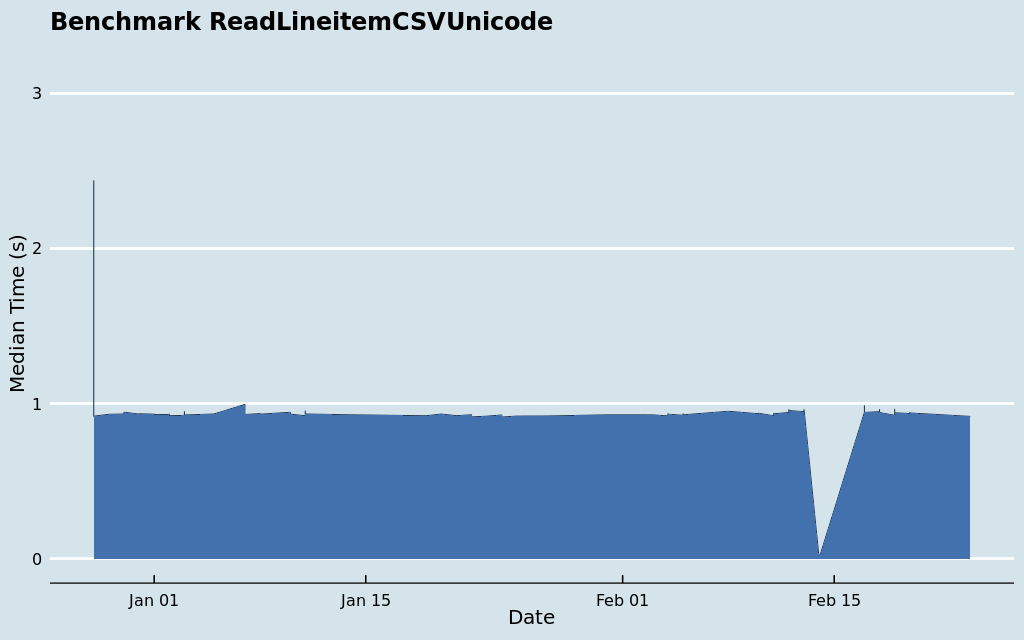 Benchmark ReadLineitemCSVUnicode
3
2
1
0
Median Time (s)
Jan 01
Jan 15
Feb 01
Feb 15
Date